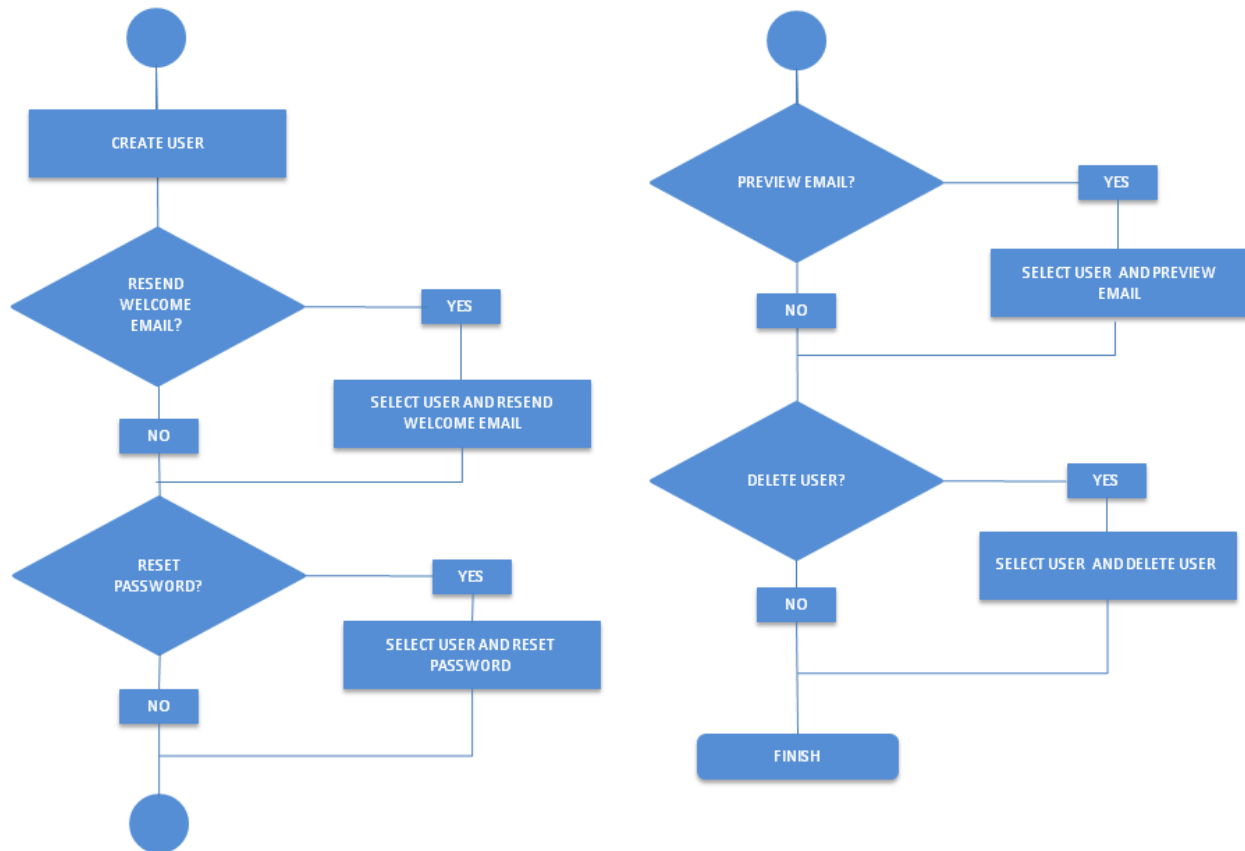 CREATE USER
RESEND
WELCOME
EMAIL?
YES
SELECT USER AND RESEND
WELCOME EMAIL
NO
RESET
PASSWORD?
YES
SELECT USER AND RESET
PASSWORD
NO
PREVIEW EMAIL?
YES
SELECT USER AND PREVIEW
EMAIL
NO
DELETE USER?
YES
SELECT USER AND DELETE USER
NO
FINISH